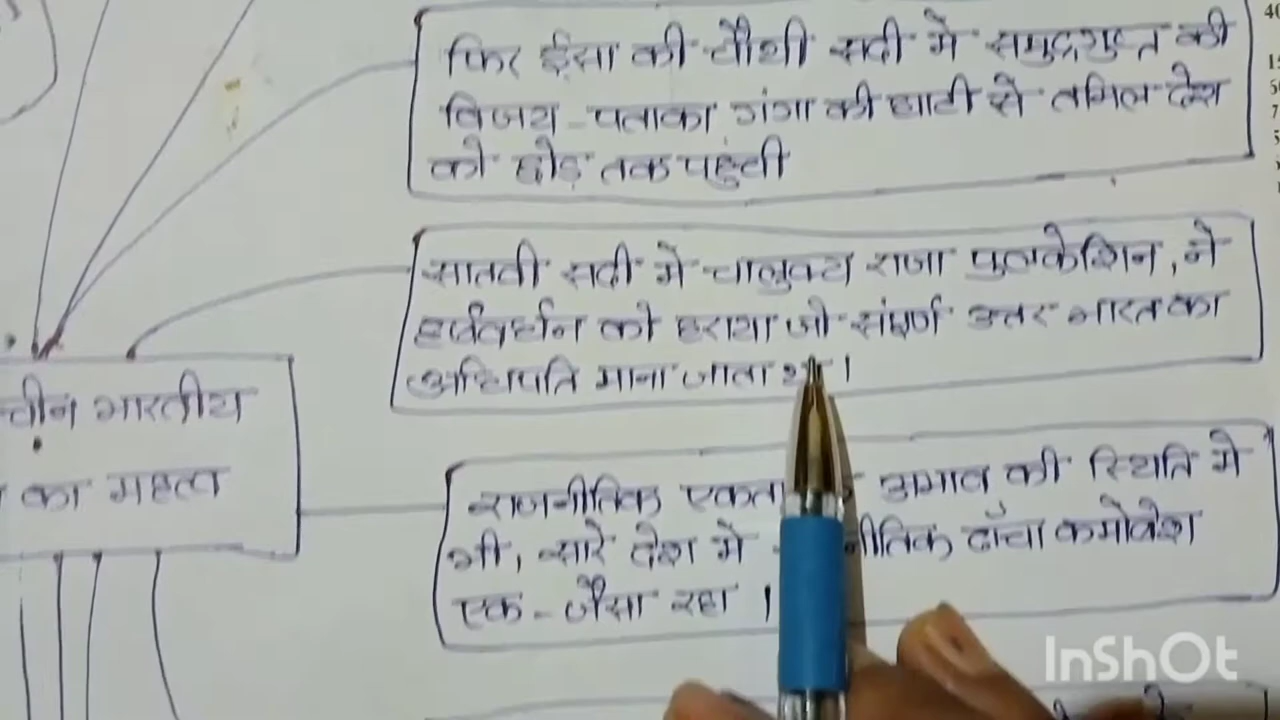 फिर ईसा की चौथी सदी मे समुद्रगुप्त की
विजय-पताका गंगा की घाटी से तमिल देश
को छोड़ तक पहुंची
सातवी सदी मे चालुक्य राजा पुलकेशिन, ने
हर्षवर्धन को हराया जो संपूर्ण उत्तर भारत का
अधिपति माना जाता था।
चीन भारतीय
का महत्व
राजनीतिक एकता अभाव की स्थिति मे
भी, सारे देश मे नीतिक ढाँचा कमोवेश
एक-जैसा रहा।
InShOt